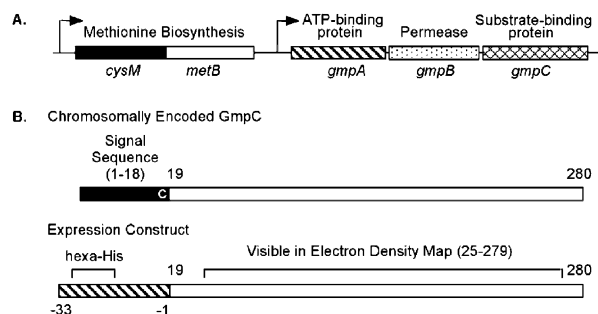 A.
Methionine Biosynthesis
ATP-binding protein
Permease
Substrate-binding protein
cysM
metB
gmpA
gmpB
gmpC
B. Chromosomally Encoded GmpC
Signal
Sequence
(1-18)
19
280
C
Expression Construct
hexa-His
19
Visible in Electron Density Map (25-279)
280
-33
-1